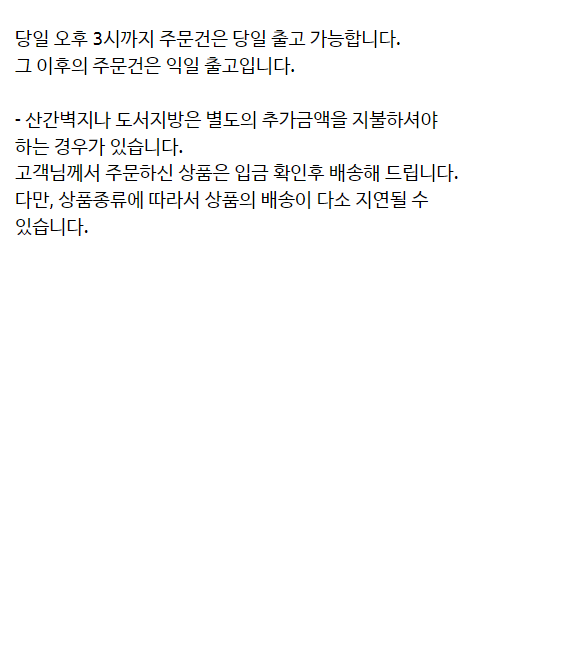 당일 오후 3시까지 주문건은 당일 출고 가능합니다.
그 이후의 주문건은 익일 출고입니다.
- 산간벽지나 도서지방은 별도의 추가금액을 지불하셔야
하는 경우가 있습니다.
고객님께서 주문하신 상품은 입금 확인후 배송해 드립니다.
다만, 상품종류에 따라서 상품의 배송이 다소 지연될 수
있습니다.